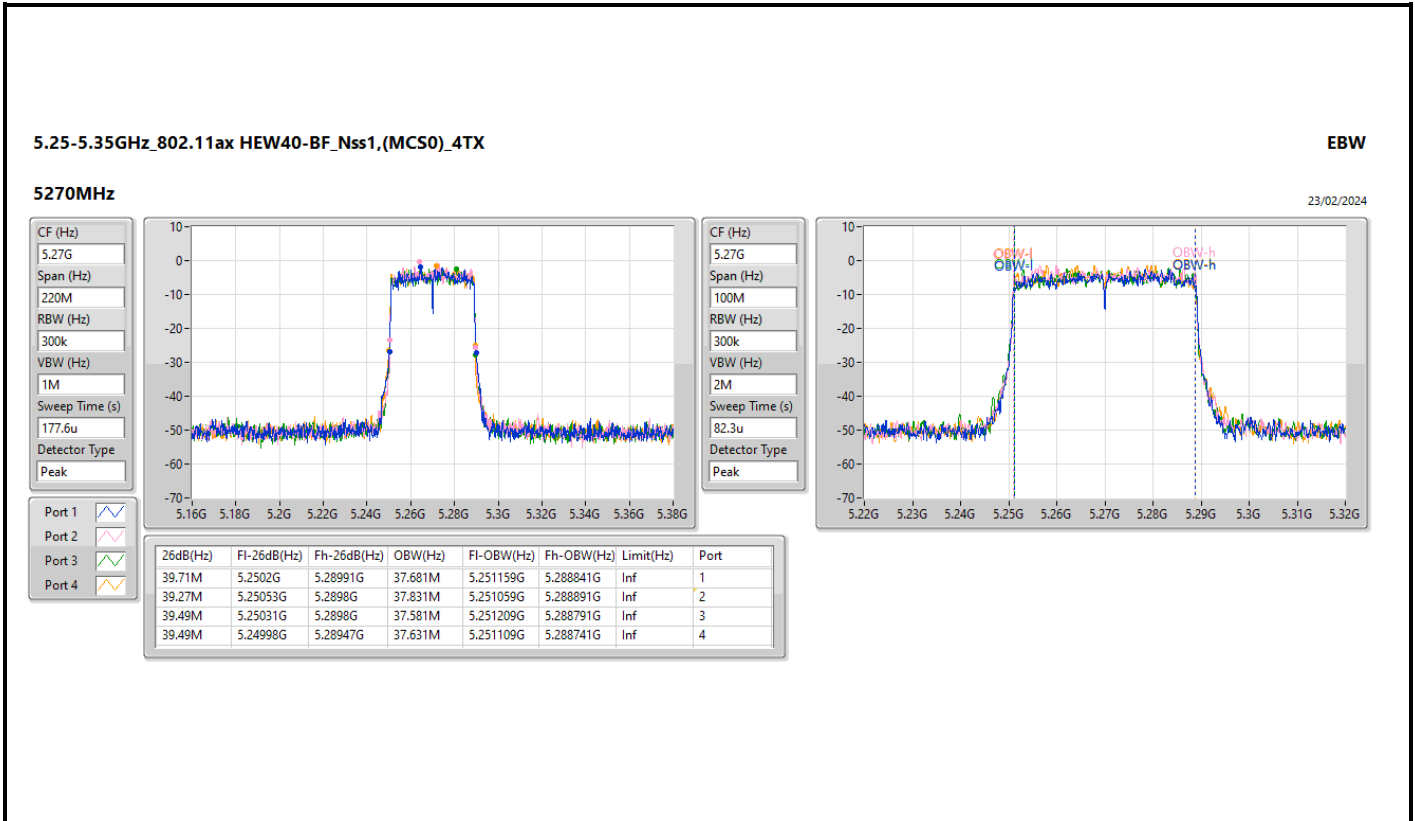 5.25-5.35GHz_802.11ax HEW40-BF_Nss1,(MCS0)_4TX EBW
5270MHz 23/02/2024
CF (Hz)
5.27G
Span (Hz)
220M
RBW (Hz)
300k
VBW (Hz)
1M
Sweep Time (s)
177.6u
Detector Type
Peak
10
0
-10
-20
-30
-40
-50
-60
-70
5.16G 5.18G 5.2G 5.22G 5.24G 5.26G 5.28G 5.3G 5.32G 5.34G 5.36G 5.38G
CF (Hz)
5.27G
Span (Hz)
100M
RBW (Hz)
300k
VBW (Hz)
2M
Sweep Time (s)
82.3u
Detector Type
Peak
10
0
-10
-20
-30
-40
-50
-60
-70
OBW-l OBW-h
OBW-l OBW-h
5.22G 5.23G 5.24G 5.25G 5.26G 5.27G 5.28G 5.29G 5.3G 5.31G 5.32G
Port 1
Port 2
Port 3
Port 4
26dB(Hz) Fl-26dB(Hz) Fh-26dB(Hz) OBW(Hz) Fl-OBW(Hz) Fh-OBW(Hz) Limit(Hz) Port
39.71M 5.2502G 5.28991G 37.681M 5.251159G 5.288841G Inf 1
39.27M 5.25053G 5.2898G 37.831M 5.251059G 5.288891G Inf 2
39.49M 5.25031G 5.2898G 37.581M 5.251209G 5.288791G Inf 3
39.49M 5.24998G 5.28947G 37.631M 5.251109G 5.288741G Inf 4